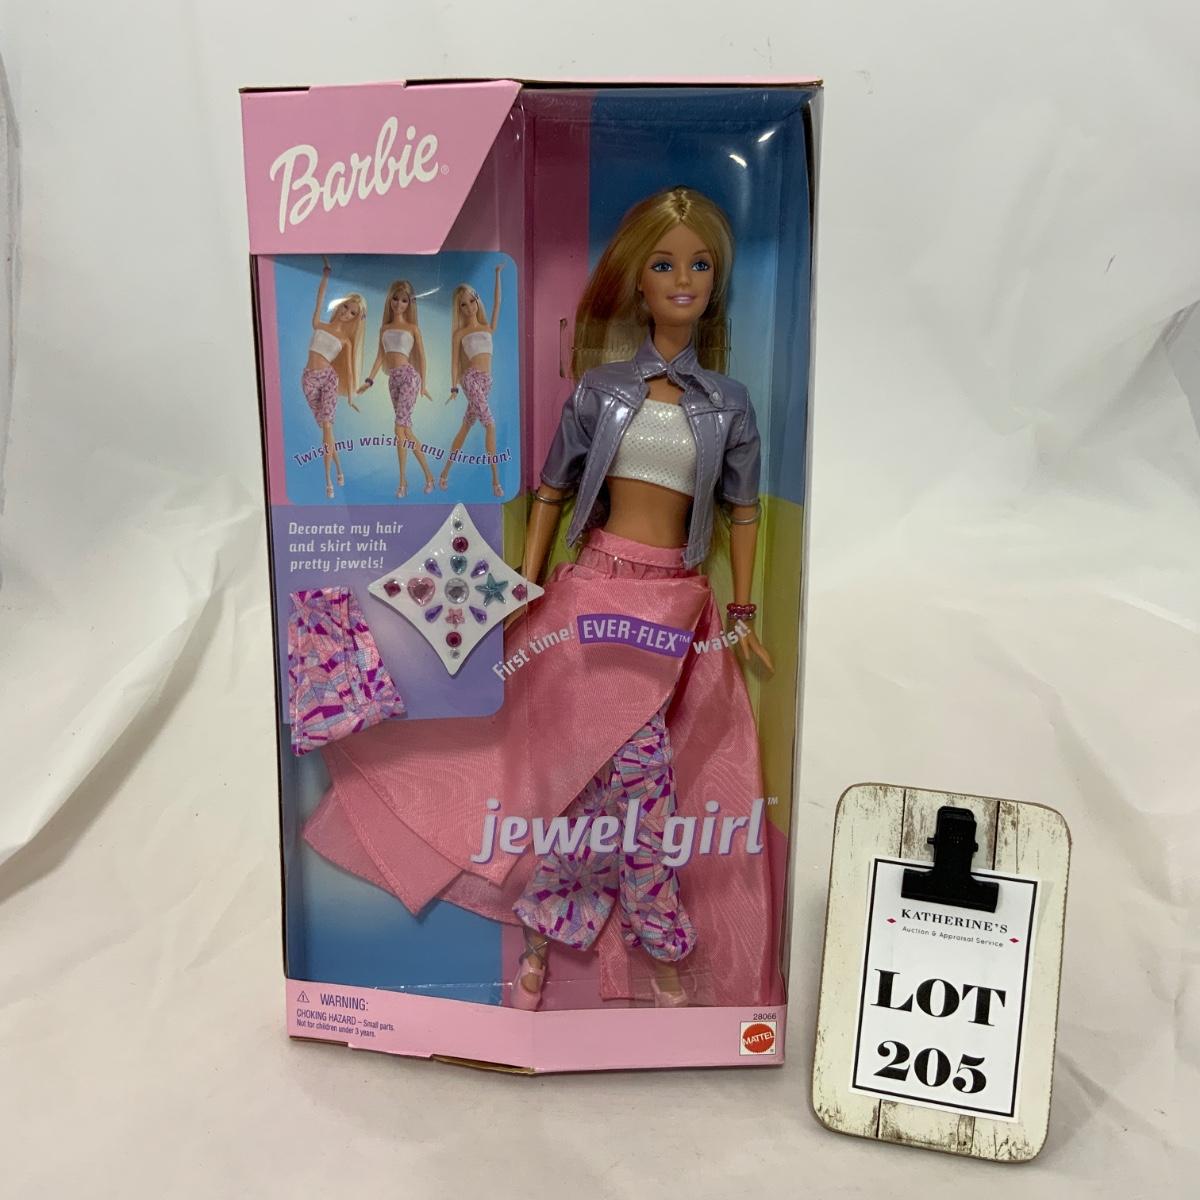 Barbie®
Twist my waist in any direction!
Decorate my hair
and skirt with
pretty jewels!
First time! EVER-FLEX™ waist!
jewel girl™
⚠ WARNING:
CHOKING HAZARD – Small parts.
Not for children under 3 years.
28066
MATTEL
KATHERINE'S
Auction & Appraisal Service
LOT
205